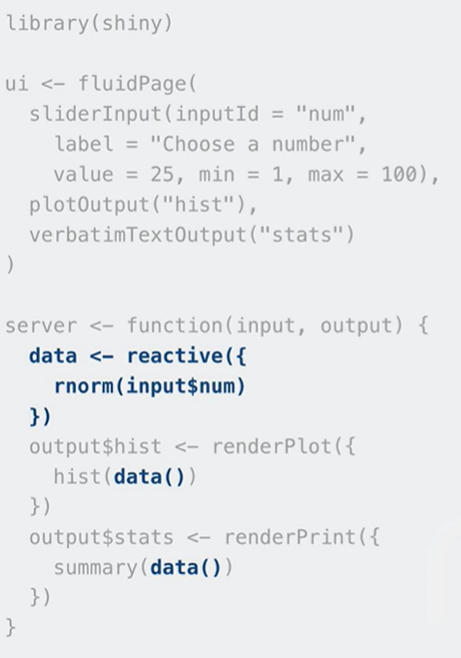 library(shiny)
ui <- fluidPage(
  sliderInput(inputId = "num",
    label = "Choose a number",
    value = 25, min = 1, max = 100),
  plotOutput("hist"),
  verbatimTextOutput("stats")
)
server <- function(input, output) {
  data <- reactive({
    rnorm(input$num)
  })
  output$hist <- renderPlot({
    hist(data())
  })
  output$stats <- renderPrint({
    summary(data())
  })
}